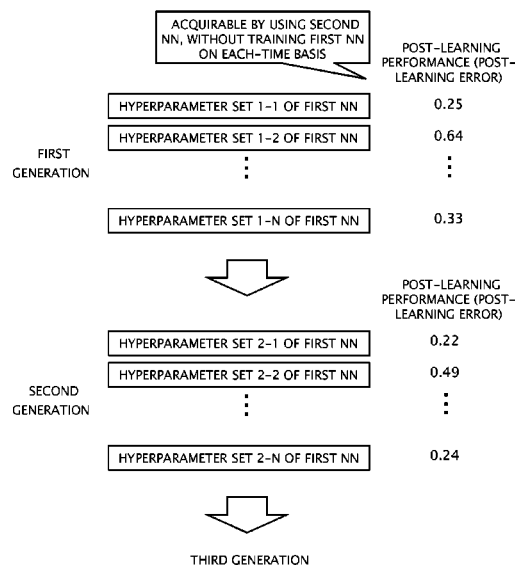 ACQUIRABLE BY USING SECOND
NN, WITHOUT TRAINING FIRST NN
ON EACH-TIME BASIS
POST-LEARNING
PERFORMANCE (POST-
LEARNING ERROR)
HYPERPARAMETER SET 1-1 OF FIRST NN
0.25
HYPERPARAMETER SET 1-2 OF FIRST NN
0.64
FIRST
GENERATION
HYPERPARAMETER SET 1-N OF FIRST NN
0.33
POST-LEARNING
PERFORMANCE (POST-
LEARNING ERROR)
HYPERPARAMETER SET 2-1 OF FIRST NN
0.22
HYPERPARAMETER SET 2-2 OF FIRST NN
0.49
SECOND
GENERATION
HYPERPARAMETER SET 2-N OF FIRST NN
0.24
THIRD GENERATION